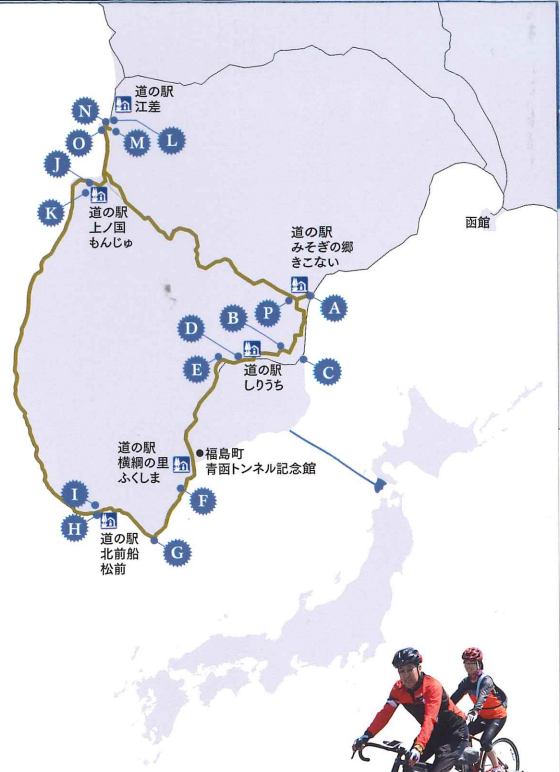 道の駅
江差
N
O
M
L
J
K
道の駅
上ノ国
もんじゅ
函館
道の駅
みそぎの郷
きこない
P
A
B
D
E
C
道の駅
しりうち
福島町
青函トンネル記念館
道の駅
横綱の里
ふくしま
F
I
H
G
道の駅
北前船
松前